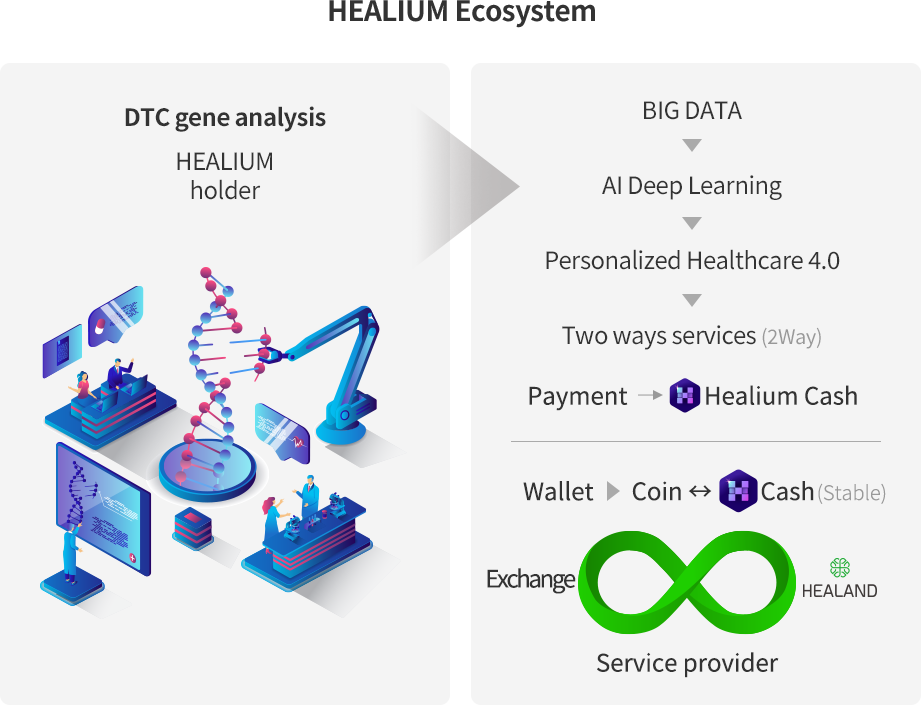 HEALIUM Ecosystem
DTC gene analysis
HEALIUM
holder
BIG DATA
AI Deep Learning
Personalized Healthcare 4.0
Two ways services (2Way)
Payment → Healium Cash
Wallet ▶ Coin ↔ Cash (Stable)
Exchange
HEALAND
Service provider